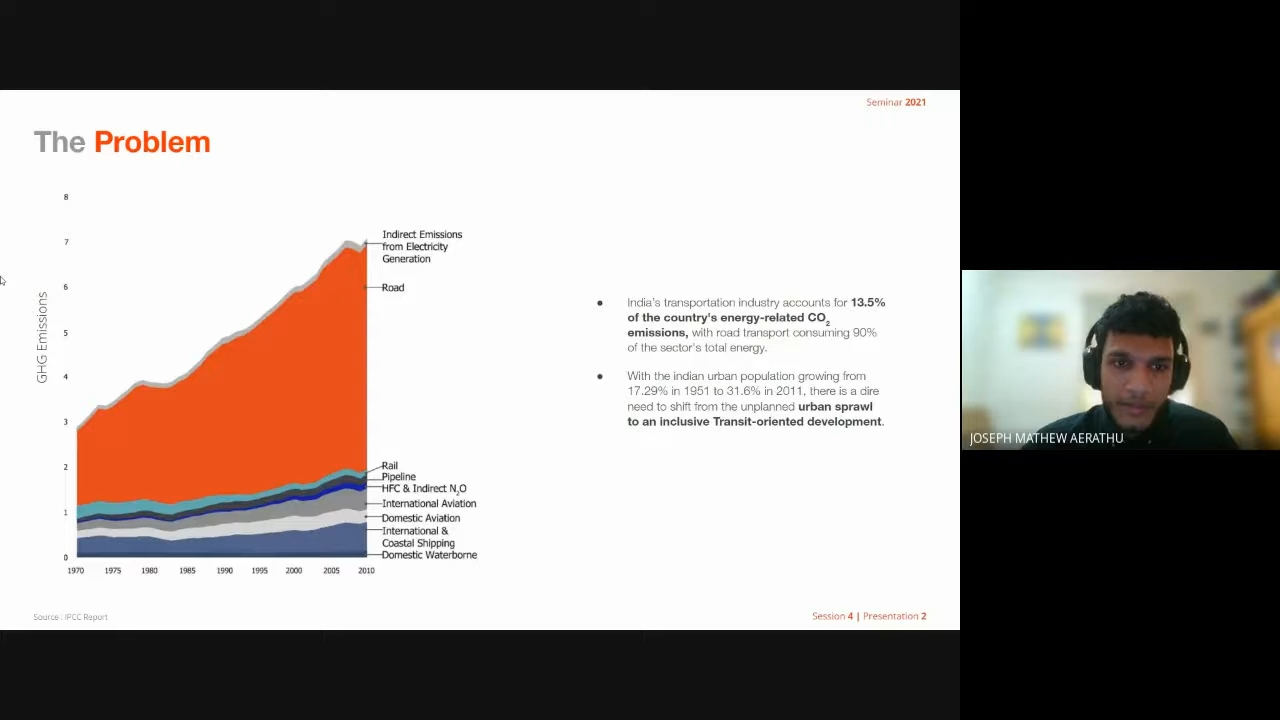 Seminar 2021
The Problem
8
7
6
5
4
3
2
1
0
GHG Emissions
1970 1975 1980 1985 1990 1995 2000 2005 2010
Indirect Emissions
from Electricity
Generation
Road
Rail
Pipeline
HFC & Indirect N2O
International Aviation
Domestic Aviation
International &
Coastal Shipping
Domestic Waterborne
India's transportation industry accounts for 13.5%
of the country's energy-related CO2
emissions, with road transport consuming 90%
of the sector's total energy.
With the indian urban population growing from
17.29% in 1951 to 31.6% in 2011, there is a dire
need to shift from the unplanned urban sprawl
to an inclusive Transit-oriented development.
Source : IPCC Report
Session 4 | Presentation 2
JOSEPH MATHEW AERATHU